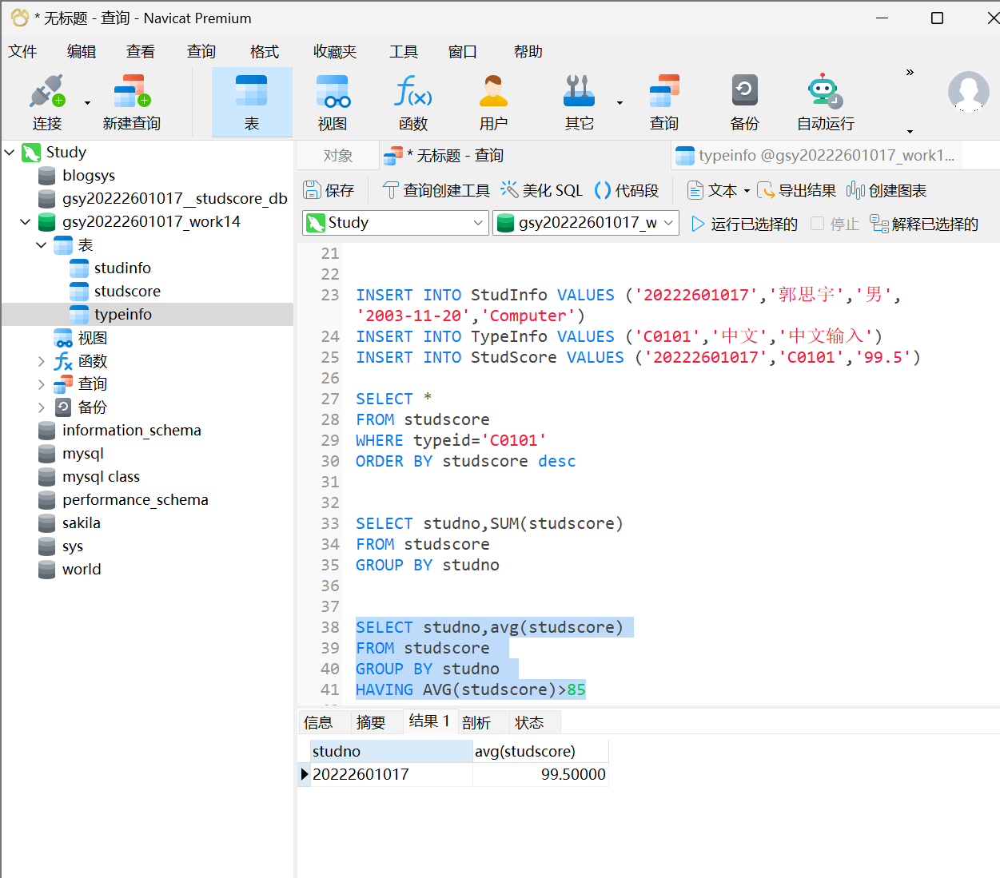 * 无标题 - 查询 - Navicat Premium
文件 编辑 查看 查询 格式 收藏夹 工具 窗口 帮助
连接 新建查询 表 视图 函数 用户 其它 查询 备份 自动运行
Study
blogsys
gsy20222601017__studscore_db
gsy20222601017_work14
表
studinfo
studscore
typeinfo
视图
函数
查询
备份
information_schema
mysql
mysql class
performance_schema
sakila
sys
world
对象 * 无标题 - 查询 typeinfo @gsy20222601017_work1...
保存 查询创建工具 美化 SQL 代码段 文本 导出结果 创建图表
Study gsy20222601017_w 运行已选择的 停止 解释已选择的
21
22
23 INSERT INTO StudInfo VALUES ('20222601017','郭思宇','男',
'2003-11-20','Computer')
24 INSERT INTO TypeInfo VALUES ('C0101','中文','中文输入')
25 INSERT INTO StudScore VALUES ('20222601017','C0101','99.5')
26
27 SELECT *
28 FROM studscore
29 WHERE typeid='C0101'
30 ORDER BY studscore desc
31
32
33 SELECT studno,SUM(studscore)
34 FROM studscore
35 GROUP BY studno
36
37
38 SELECT studno,avg(studscore)
39 FROM studscore
40 GROUP BY studno
41 HAVING AVG(studscore)>85
信息 摘要 结果 1 剖析 状态
studno avg(studscore)
20222601017 99.50000